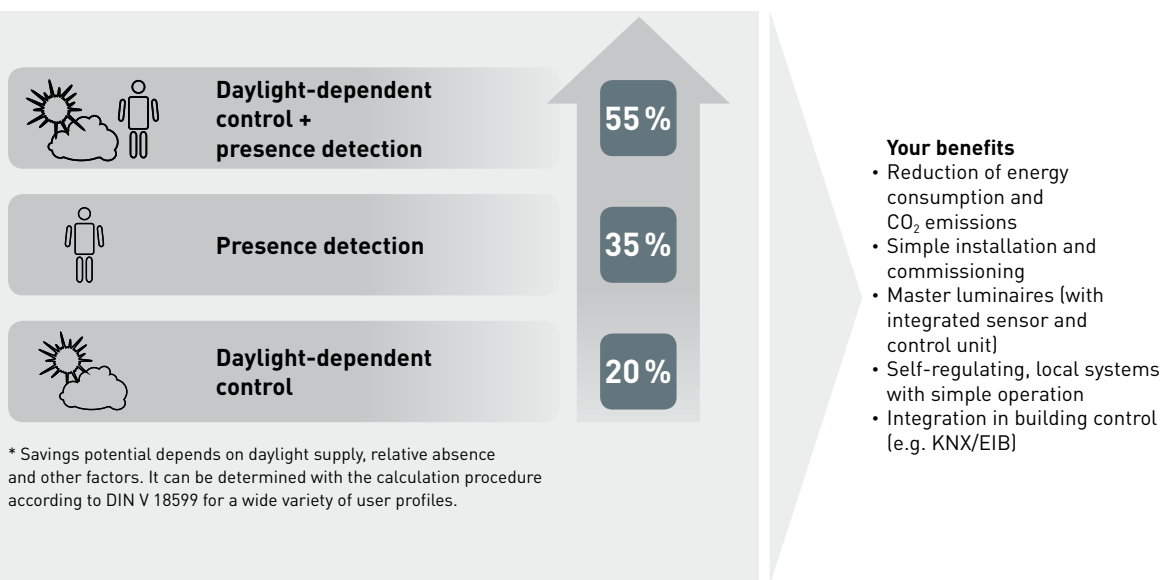 Daylight-dependent
control +
presence detection
55 %
Presence detection
35 %
Daylight-dependent
control
20 %
* Savings potential depends on daylight supply, relative absence
and other factors. It can be determined with the calculation procedure
according to DIN V 18599 for a wide variety of user profiles.
Your benefits
• Reduction of energy
consumption and
CO₂ emissions
• Simple installation and
commissioning
• Master luminaires (with
integrated sensor and
control unit)
• Self-regulating, local systems
with simple operation
• Integration in building control
(e.g. KNX/EIB)